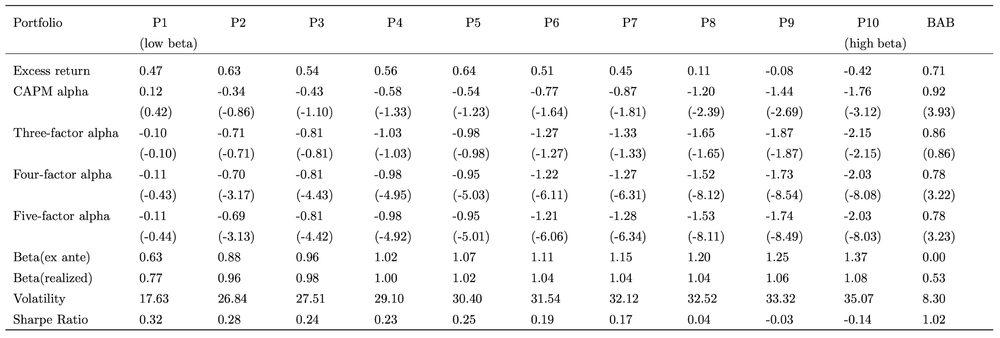 Portfolio P1 P2 P3 P4 P5 P6 P7 P8 P9 P10 BAB
(low beta) (high beta)
Excess return 0.47 0.63 0.54 0.56 0.64 0.51 0.45 0.11 -0.08 -0.42 0.71
CAPM alpha 0.12 -0.34 -0.43 -0.58 -0.54 -0.77 -0.87 -1.20 -1.44 -1.76 0.92
(0.42) (-0.86) (-1.10) (-1.33) (-1.23) (-1.64) (-1.81) (-2.39) (-2.69) (-3.12) (3.93)
Three-factor alpha -0.10 -0.71 -0.81 -1.03 -0.98 -1.27 -1.33 -1.65 -1.87 -2.15 0.86
(-0.10) (-0.71) (-0.81) (-1.03) (-0.98) (-1.27) (-1.33) (-1.65) (-1.87) (-2.15) (0.86)
Four-factor alpha -0.11 -0.70 -0.81 -0.98 -0.95 -1.22 -1.27 -1.52 -1.73 -2.03 0.78
(-0.43) (-3.17) (-4.43) (-4.95) (-5.03) (-6.11) (-6.31) (-8.12) (-8.54) (-8.08) (3.22)
Five-factor alpha -0.11 -0.69 -0.81 -0.98 -0.95 -1.21 -1.28 -1.53 -1.74 -2.03 0.78
(-0.44) (-3.13) (-4.42) (-4.92) (-5.01) (-6.06) (-6.34) (-8.11) (-8.49) (-8.03) (3.23)
Beta(ex ante) 0.63 0.88 0.96 1.02 1.07 1.11 1.15 1.20 1.25 1.37 0.00
Beta(realized) 0.77 0.96 0.98 1.00 1.02 1.04 1.04 1.04 1.06 1.08 0.53
Volatility 17.63 26.84 27.51 29.10 30.40 31.54 32.12 32.52 33.32 35.07 8.30
Sharpe Ratio 0.32 0.28 0.24 0.23 0.25 0.19 0.17 0.04 -0.03 -0.14 1.02